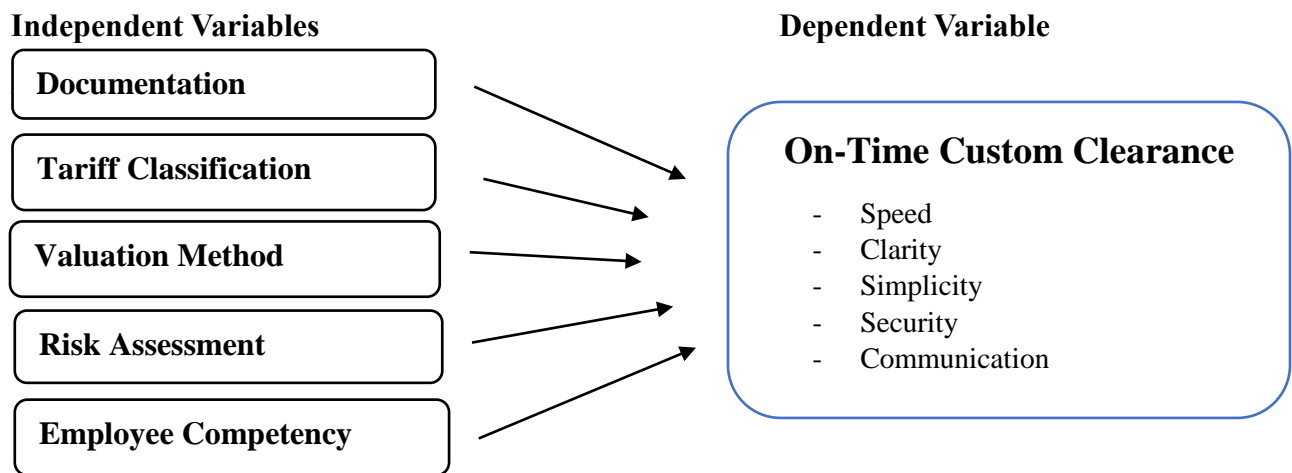 Independent Variables
Documentation
Tariff Classification
Valuation Method
Risk Assessment
Employee Competency
Dependent Variable
On-Time Custom Clearance
- Speed
- Clarity
- Simplicity
- Security
- Communication